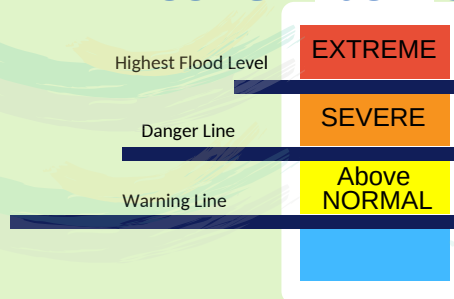 EXTREME
Highest Flood Level
SEVERE
Danger Line
Above
NORMAL
Warning Line